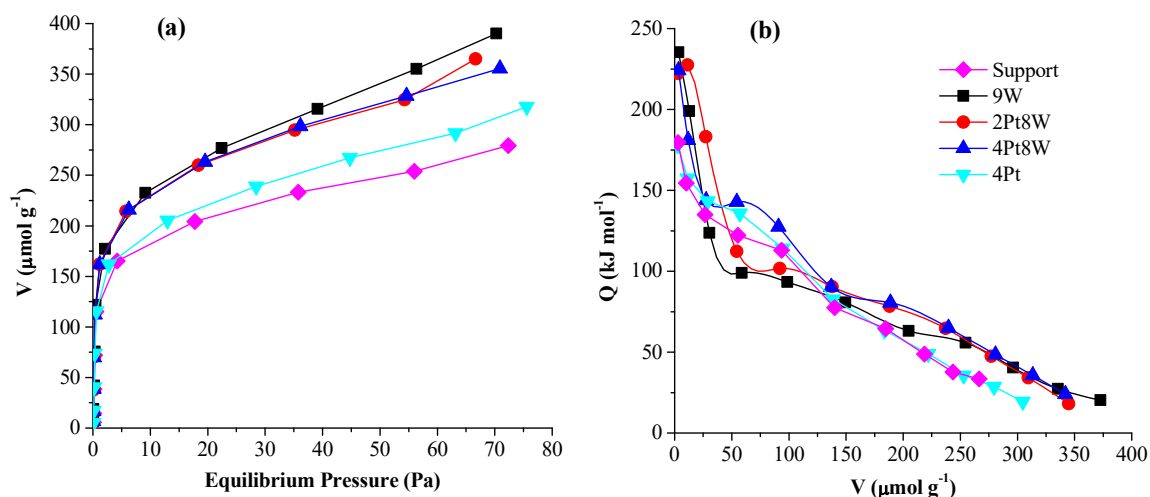 (a)
V (μmol g-1)
400
350
300
250
200
150
100
50
0
0 10 20 30 40 50 60 70 80
Equilibrium Pressure (Pa)
(b)
Q (kJ mol-1)
250
200
150
100
50
0
Support
9W
2Pt8W
4Pt8W
4Pt
0 50 100 150 200 250 300 350 400
V (μmol g-1)